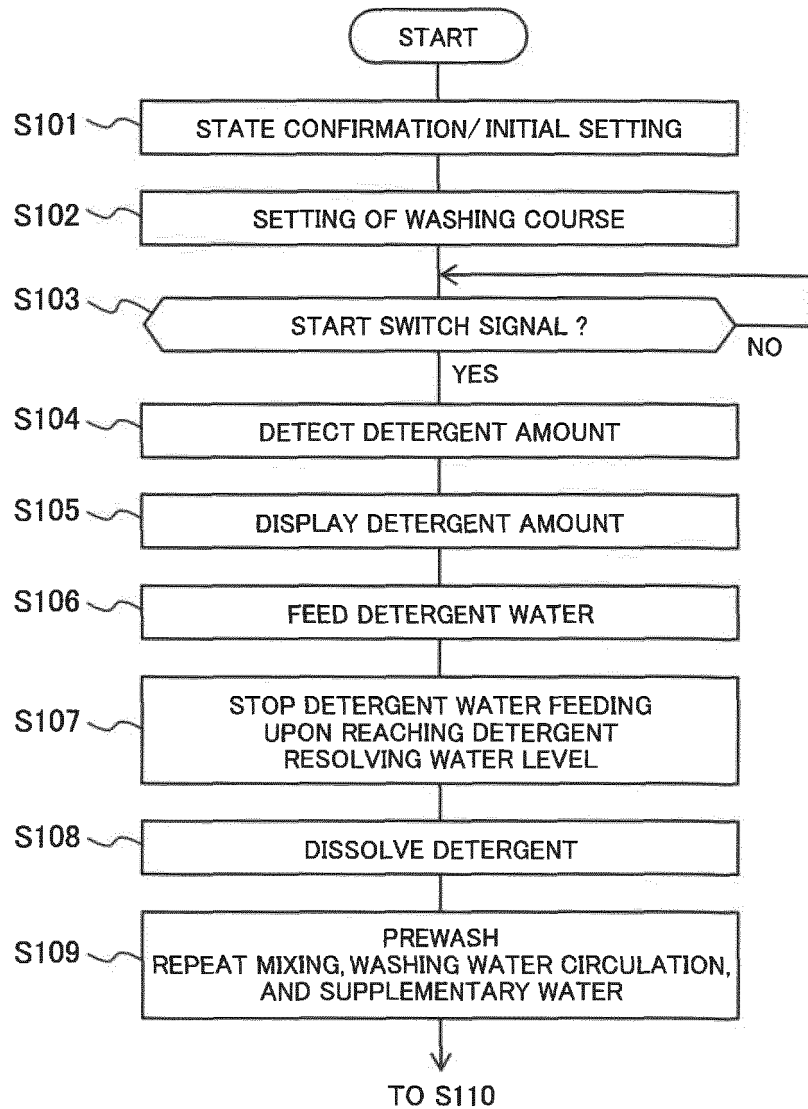 START
S101
STATE CONFIRMATION/ INITIAL SETTING
S102
SETTING OF WASHING COURSE
S103
START SWITCH SIGNAL ?
NO
YES
S104
DETECT DETERGENT AMOUNT
S105
DISPLAY DETERGENT AMOUNT
S106
FEED DETERGENT WATER
S107
STOP DETERGENT WATER FEEDING
UPON REACHING DETERGENT
RESOLVING WATER LEVEL
S108
DISSOLVE DETERGENT
S109
PREWASH
REPEAT MIXING, WASHING WATER CIRCULATION,
AND SUPPLEMENTARY WATER
TO S110